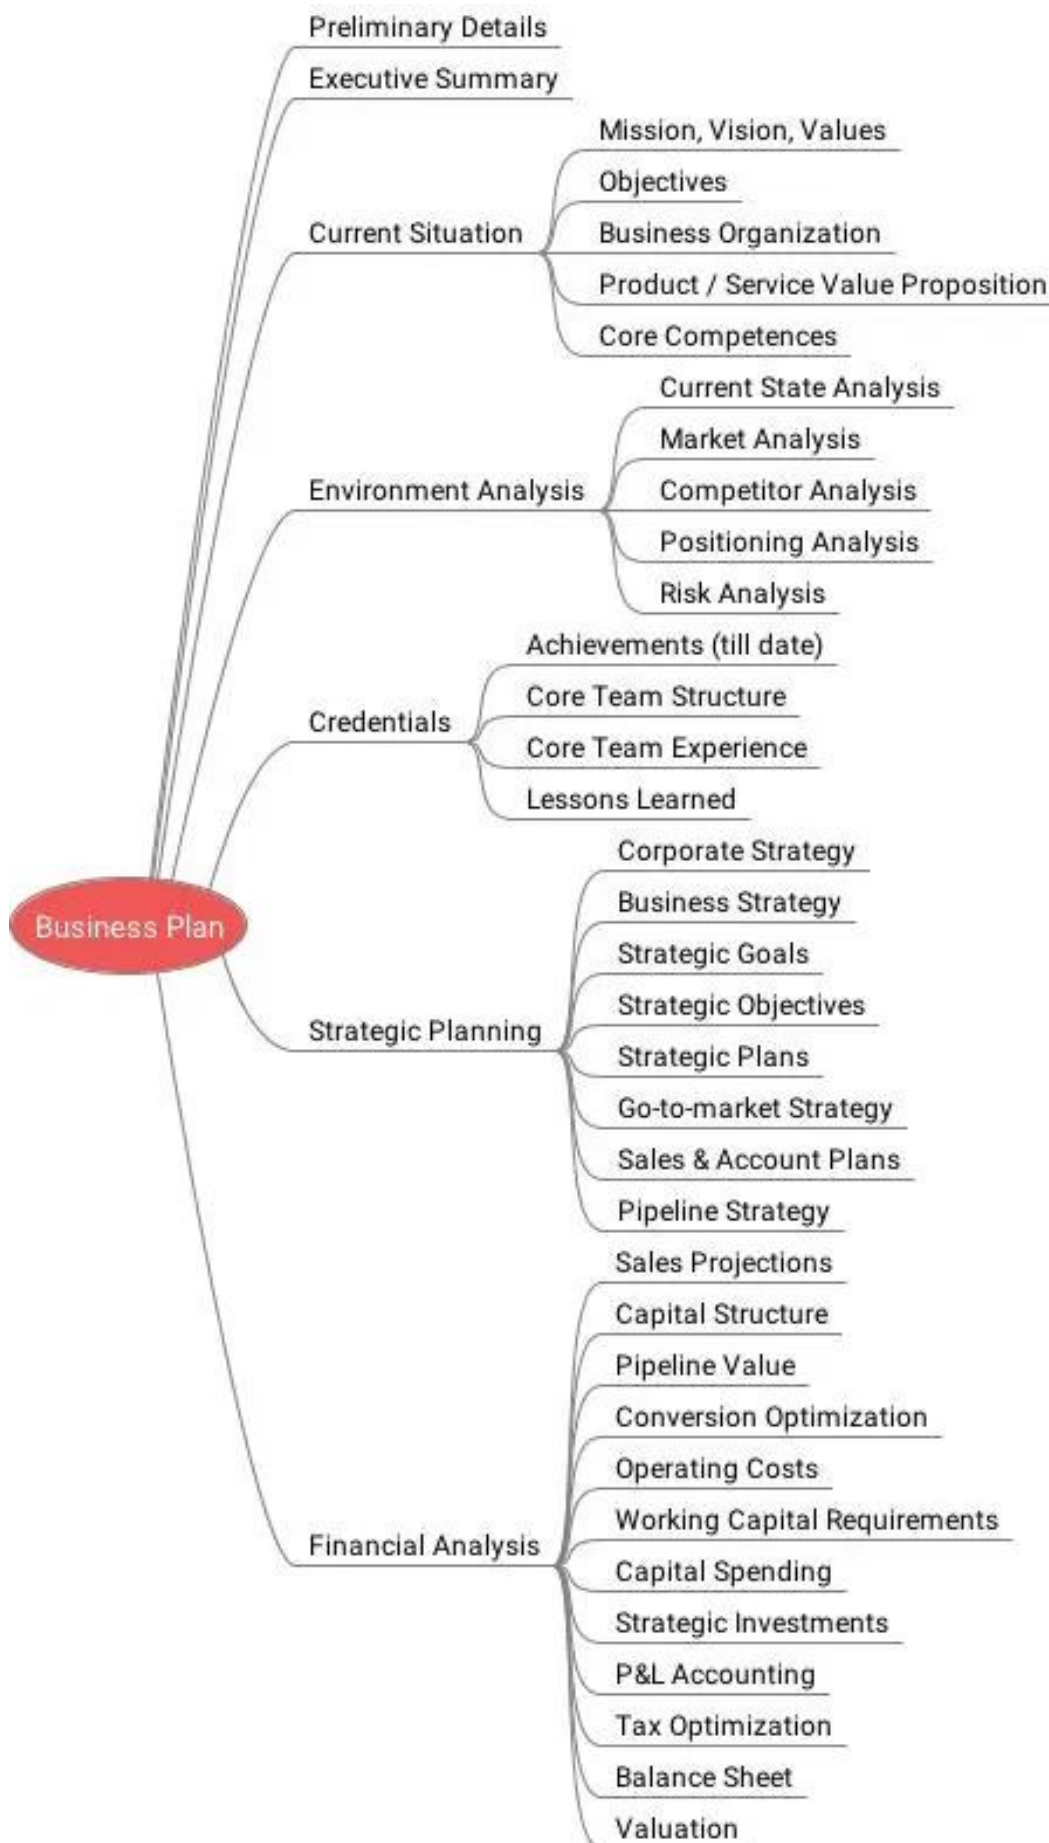 Preliminary Details
Executive Summary
Current Situation
Mission, Vision, Values
Objectives
Business Organization
Product / Service Value Proposition
Core Competences
Environment Analysis
Current State Analysis
Market Analysis
Competitor Analysis
Positioning Analysis
Risk Analysis
Credentials
Achievements (till date)
Core Team Structure
Core Team Experience
Lessons Learned
Business Plan
Strategic Planning
Corporate Strategy
Business Strategy
Strategic Goals
Strategic Objectives
Strategic Plans
Go-to-market Strategy
Sales & Account Plans
Pipeline Strategy
Financial Analysis
Sales Projections
Capital Structure
Pipeline Value
Conversion Optimization
Operating Costs
Working Capital Requirements
Capital Spending
Strategic Investments
P&L Accounting
Tax Optimization
Balance Sheet
Valuation